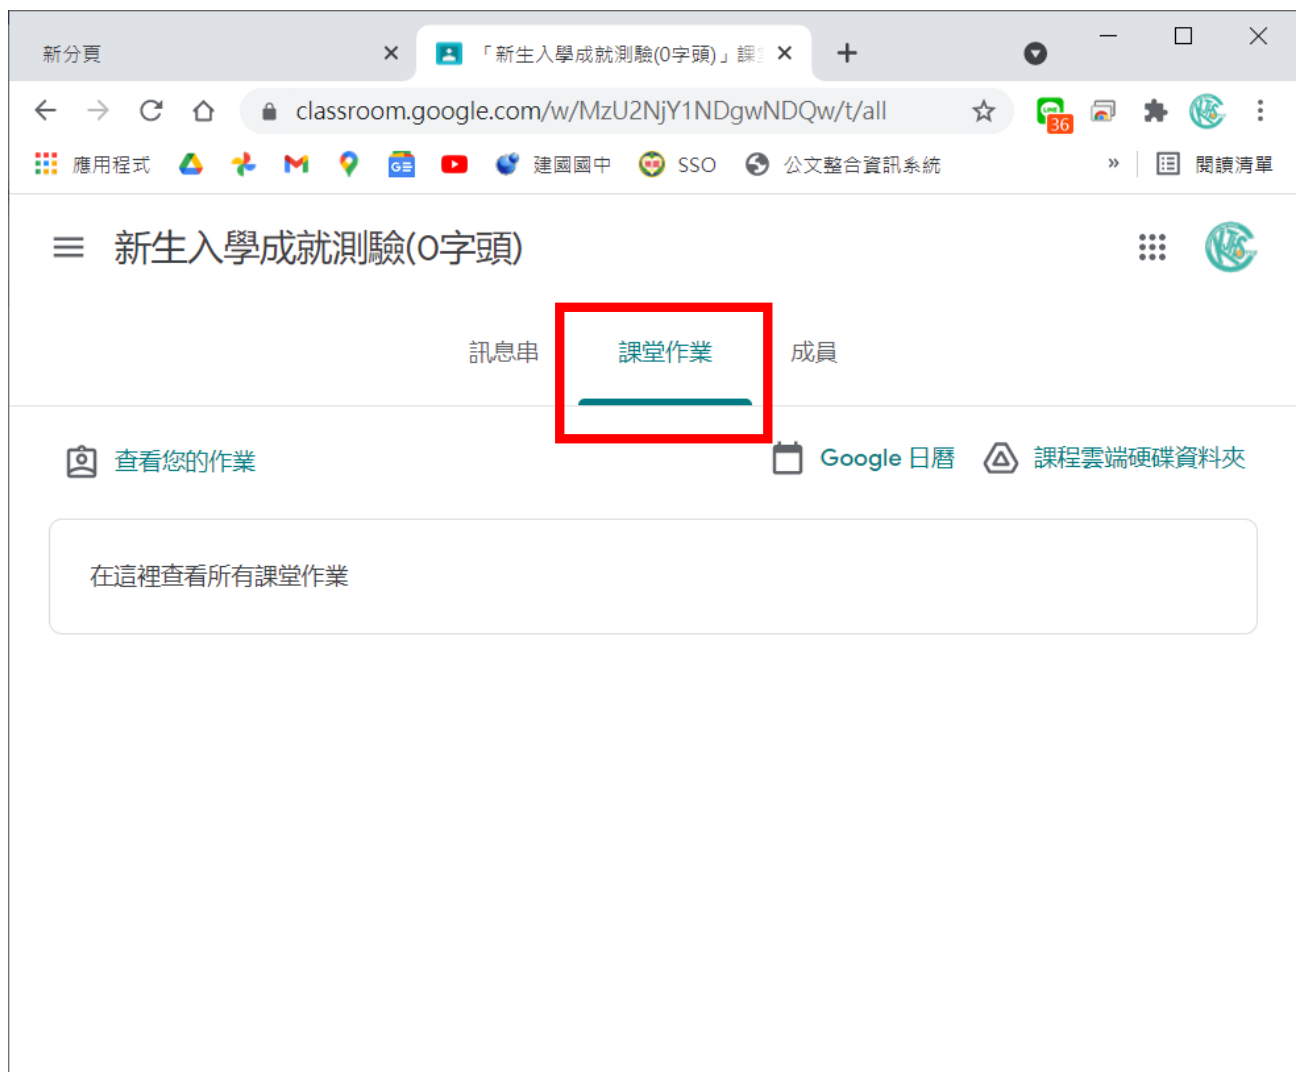 新分頁
「新生入學成就測驗(0字頭)」課
classroom.google.com/w/MzU2NjY1NDgwNDQw/t/all
36
應用程式 GE 建國國中 SSO 公文整合資訊系統 » 閱讀清單
新生入學成就測驗(0字頭)
訊息串 課堂作業 成員
查看您的作業 Google 日曆 課程雲端硬碟資料夾
在這裡查看所有課堂作業